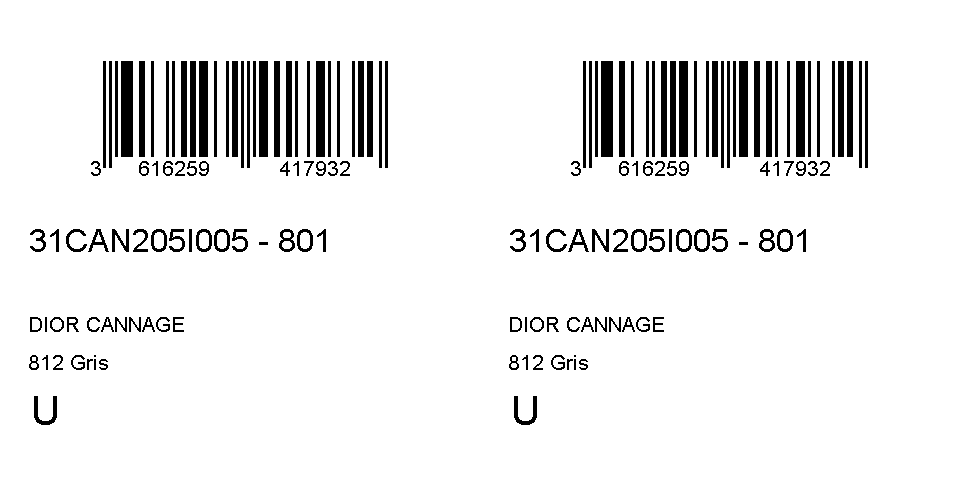 3 616259 417932
31CAN205I005 - 801
DIOR CANNAGE
812 Gris
U
3 616259 417932
31CAN205I005 - 801
DIOR CANNAGE
812 Gris
U